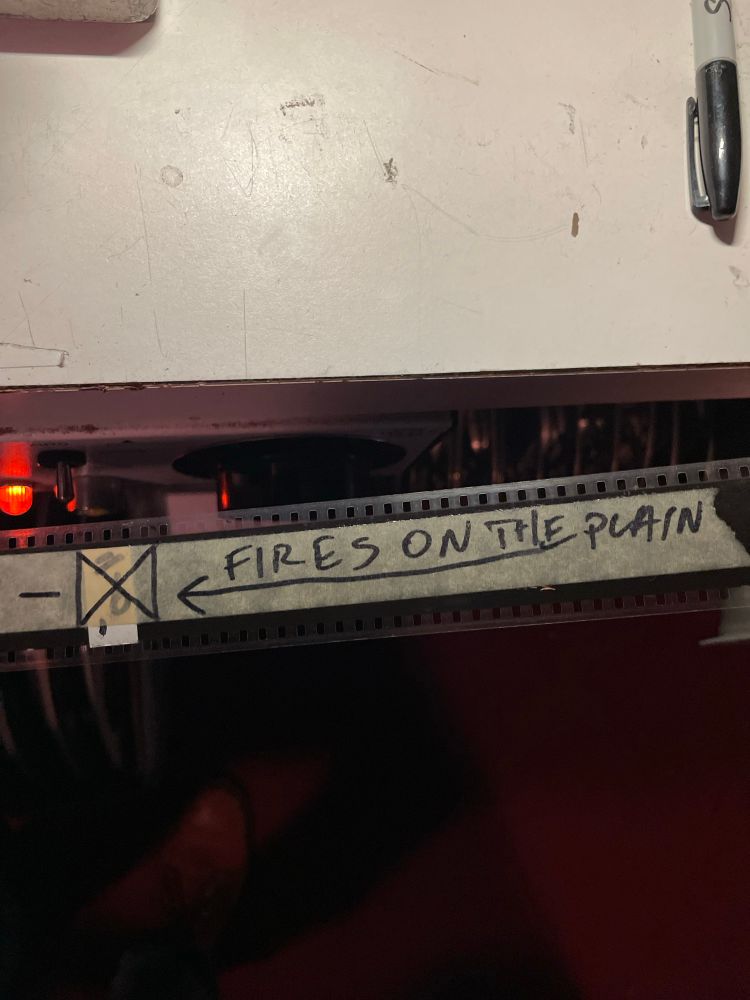 FIRES ON THE PLAIN